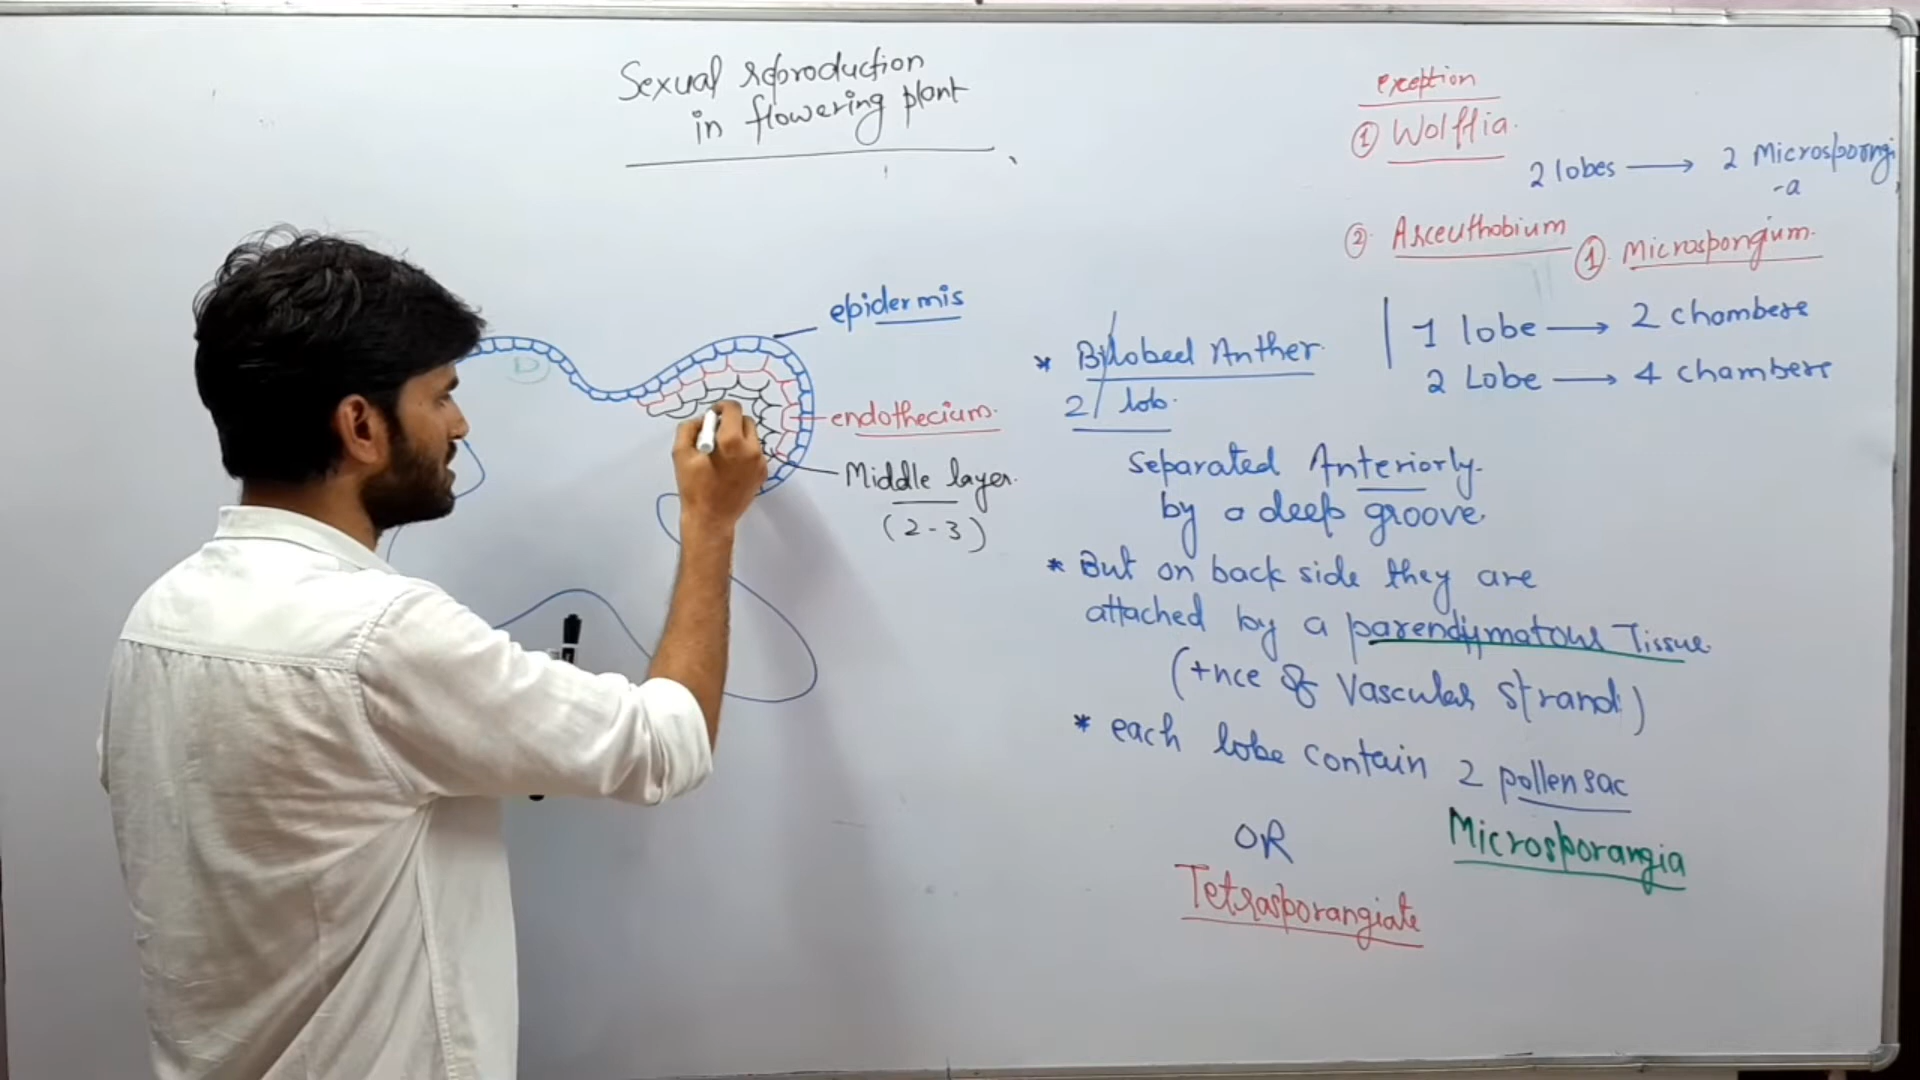 Sexual reproduction
in flowering plant
exception
① Wolffia.
2 lobes → 2 Microsporangi
-a
② Arceuthobium ① Microspongium.
1 lobe → 2 chambers
2 Lobe → 4 chambers
epidermis
endothecium.
Middle layer.
(2-3)
D
* Bilobed Anther.
2 / lob.
Separated Anteriorly.
by a deep groove.
* But on back side they are
attached by a parendymatous Tissue
(+nce of Vascular strand)
* each lobe contain 2 pollen sac
OR
Microsporangia
Tetrasporangiate